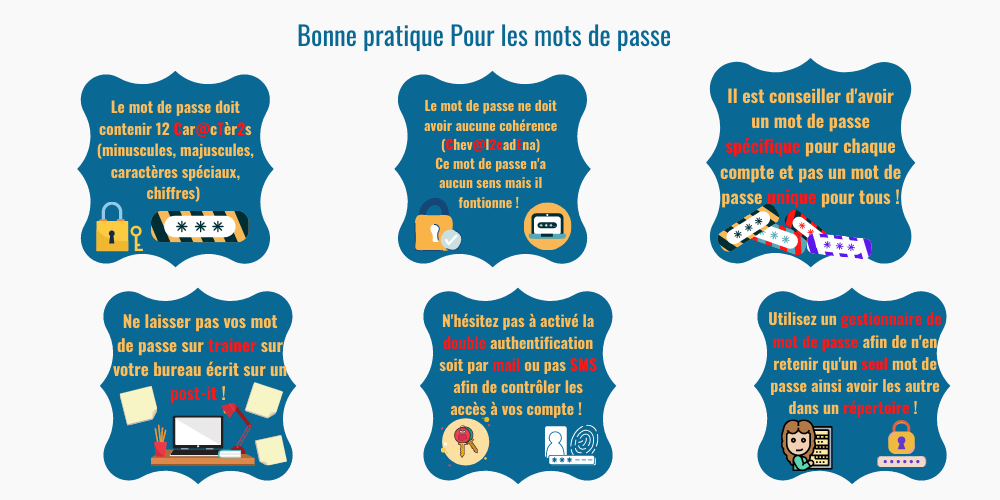 Bonne pratique Pour les mots de passe
Le mot de passe doit
contenir 12 Car@cTèr2s
(minuscules, majuscules,
caractères spéciaux,
chiffres)
Le mot de passe ne doit
avoir aucune cohérence
(Chev@l2eadEna)
Ce mot de passe n'a
aucun sens mais il
fontionne !
Il est conseiller d'avoir
un mot de passe
spécifique pour chaque
compte et pas un mot de
passe unique pour tous !
Ne laisser pas vos mot
de passe sur trainer sur
votre bureau écrit sur un
post-it !
N'hésitez pas à activé la
double authentification
soit par mail ou pas SMS
afin de contrôler les
accès à vos compte !
Utilisez un gestionnaire de
mot de passe afin de n'en
retenir qu'un seul mot de
passe ainsi avoir les autre
dans un répertoire !